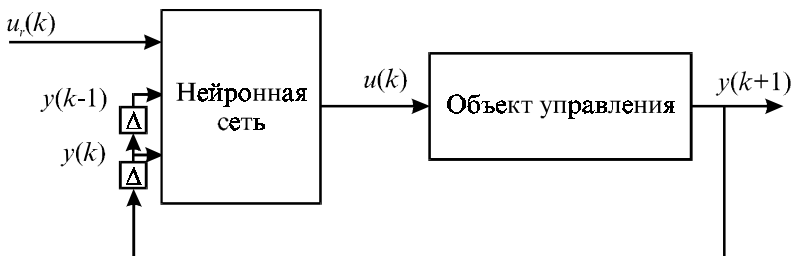 u_r(k)
y(k-1)
Δ
y(k)
Δ
Нейронная
сеть
u(k)
Объект управления
y(k+1)